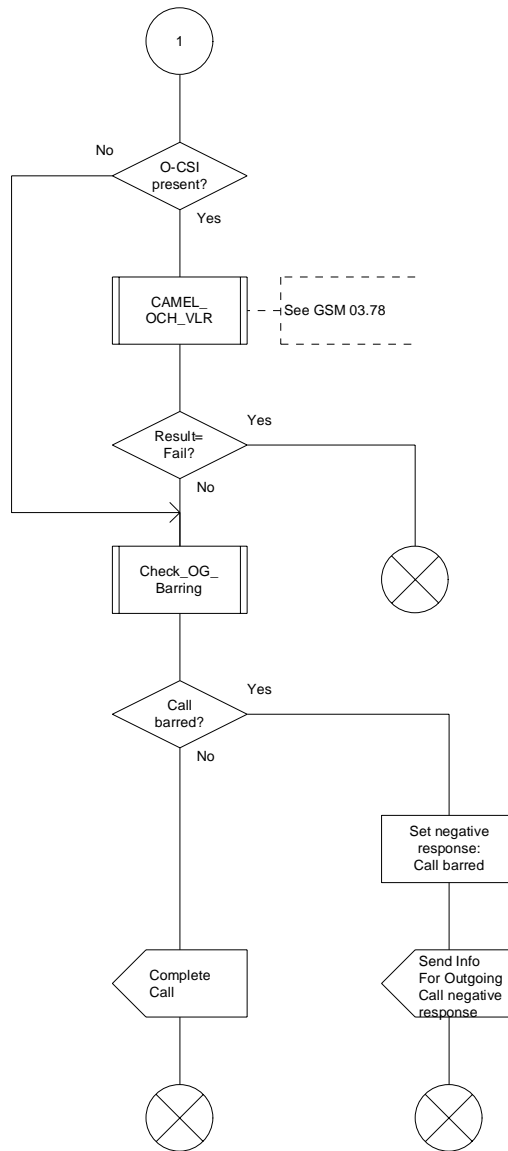 1
No
O-CSI
present?
Yes
CAMEL_
OCH_VLR
See GSM 03.78
Result=
Fail?
Yes
No
Check_OG_
Barring
Call
barred?
Yes
No
Set negative
response:
Call barred
Complete
Call
Send Info
For Outgoing
Call negative
response